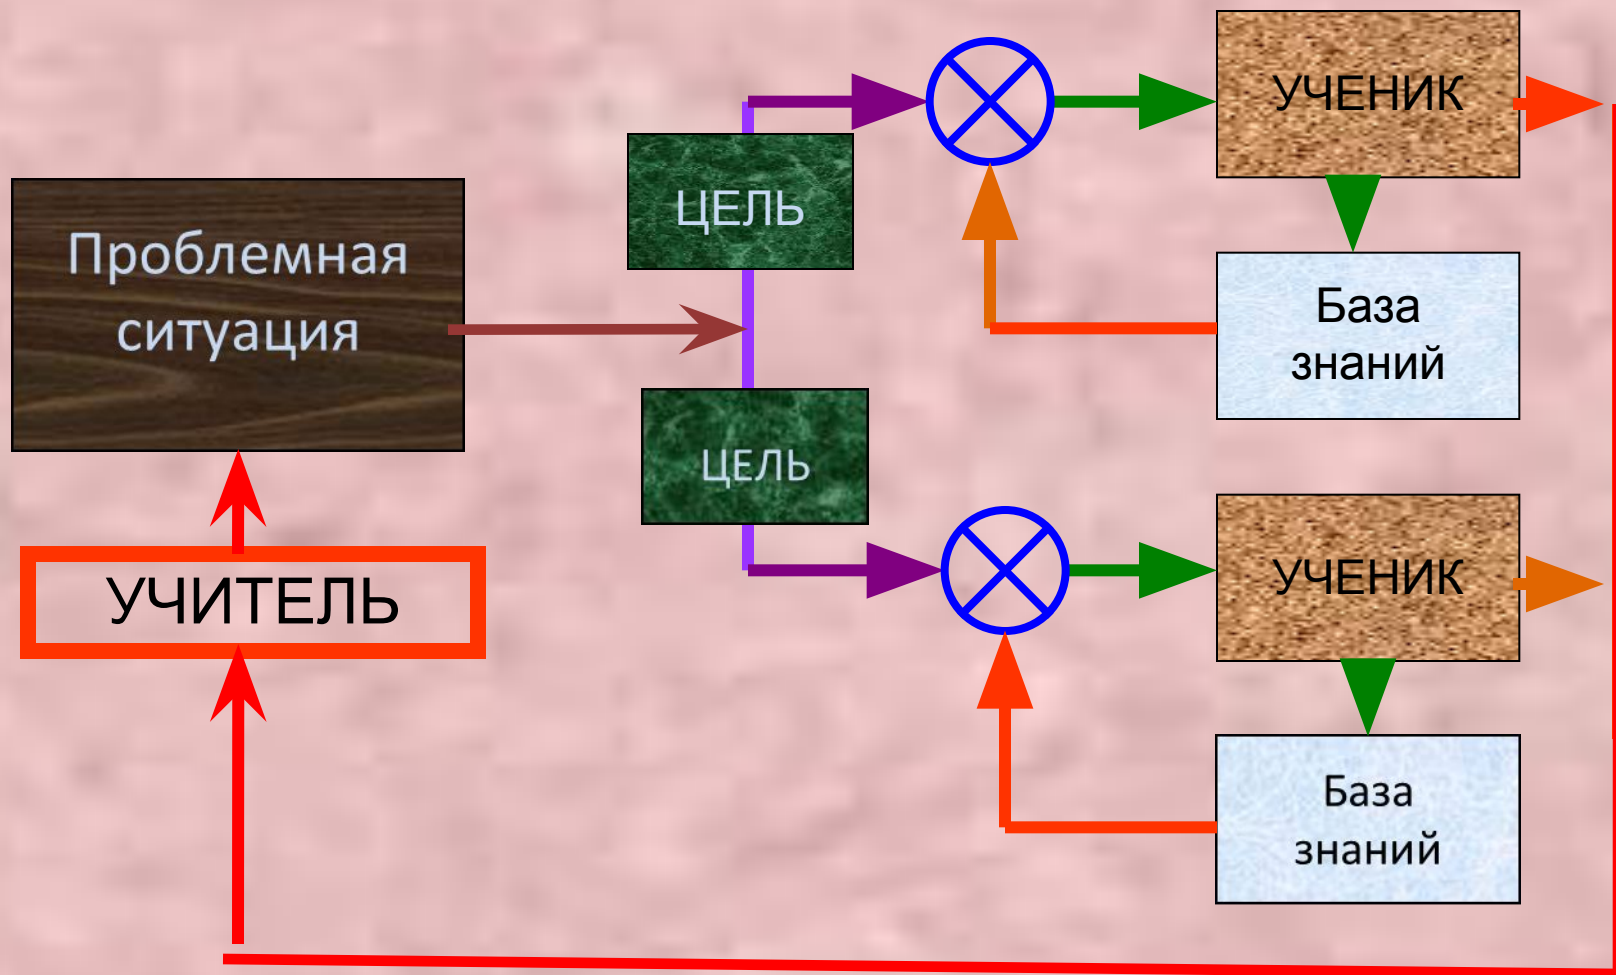 Проблемная
ситуация
УЧИТЕЛЬ
ЦЕЛЬ
ЦЕЛЬ
УЧЕНИК
База
знаний
УЧЕНИК
База
знаний